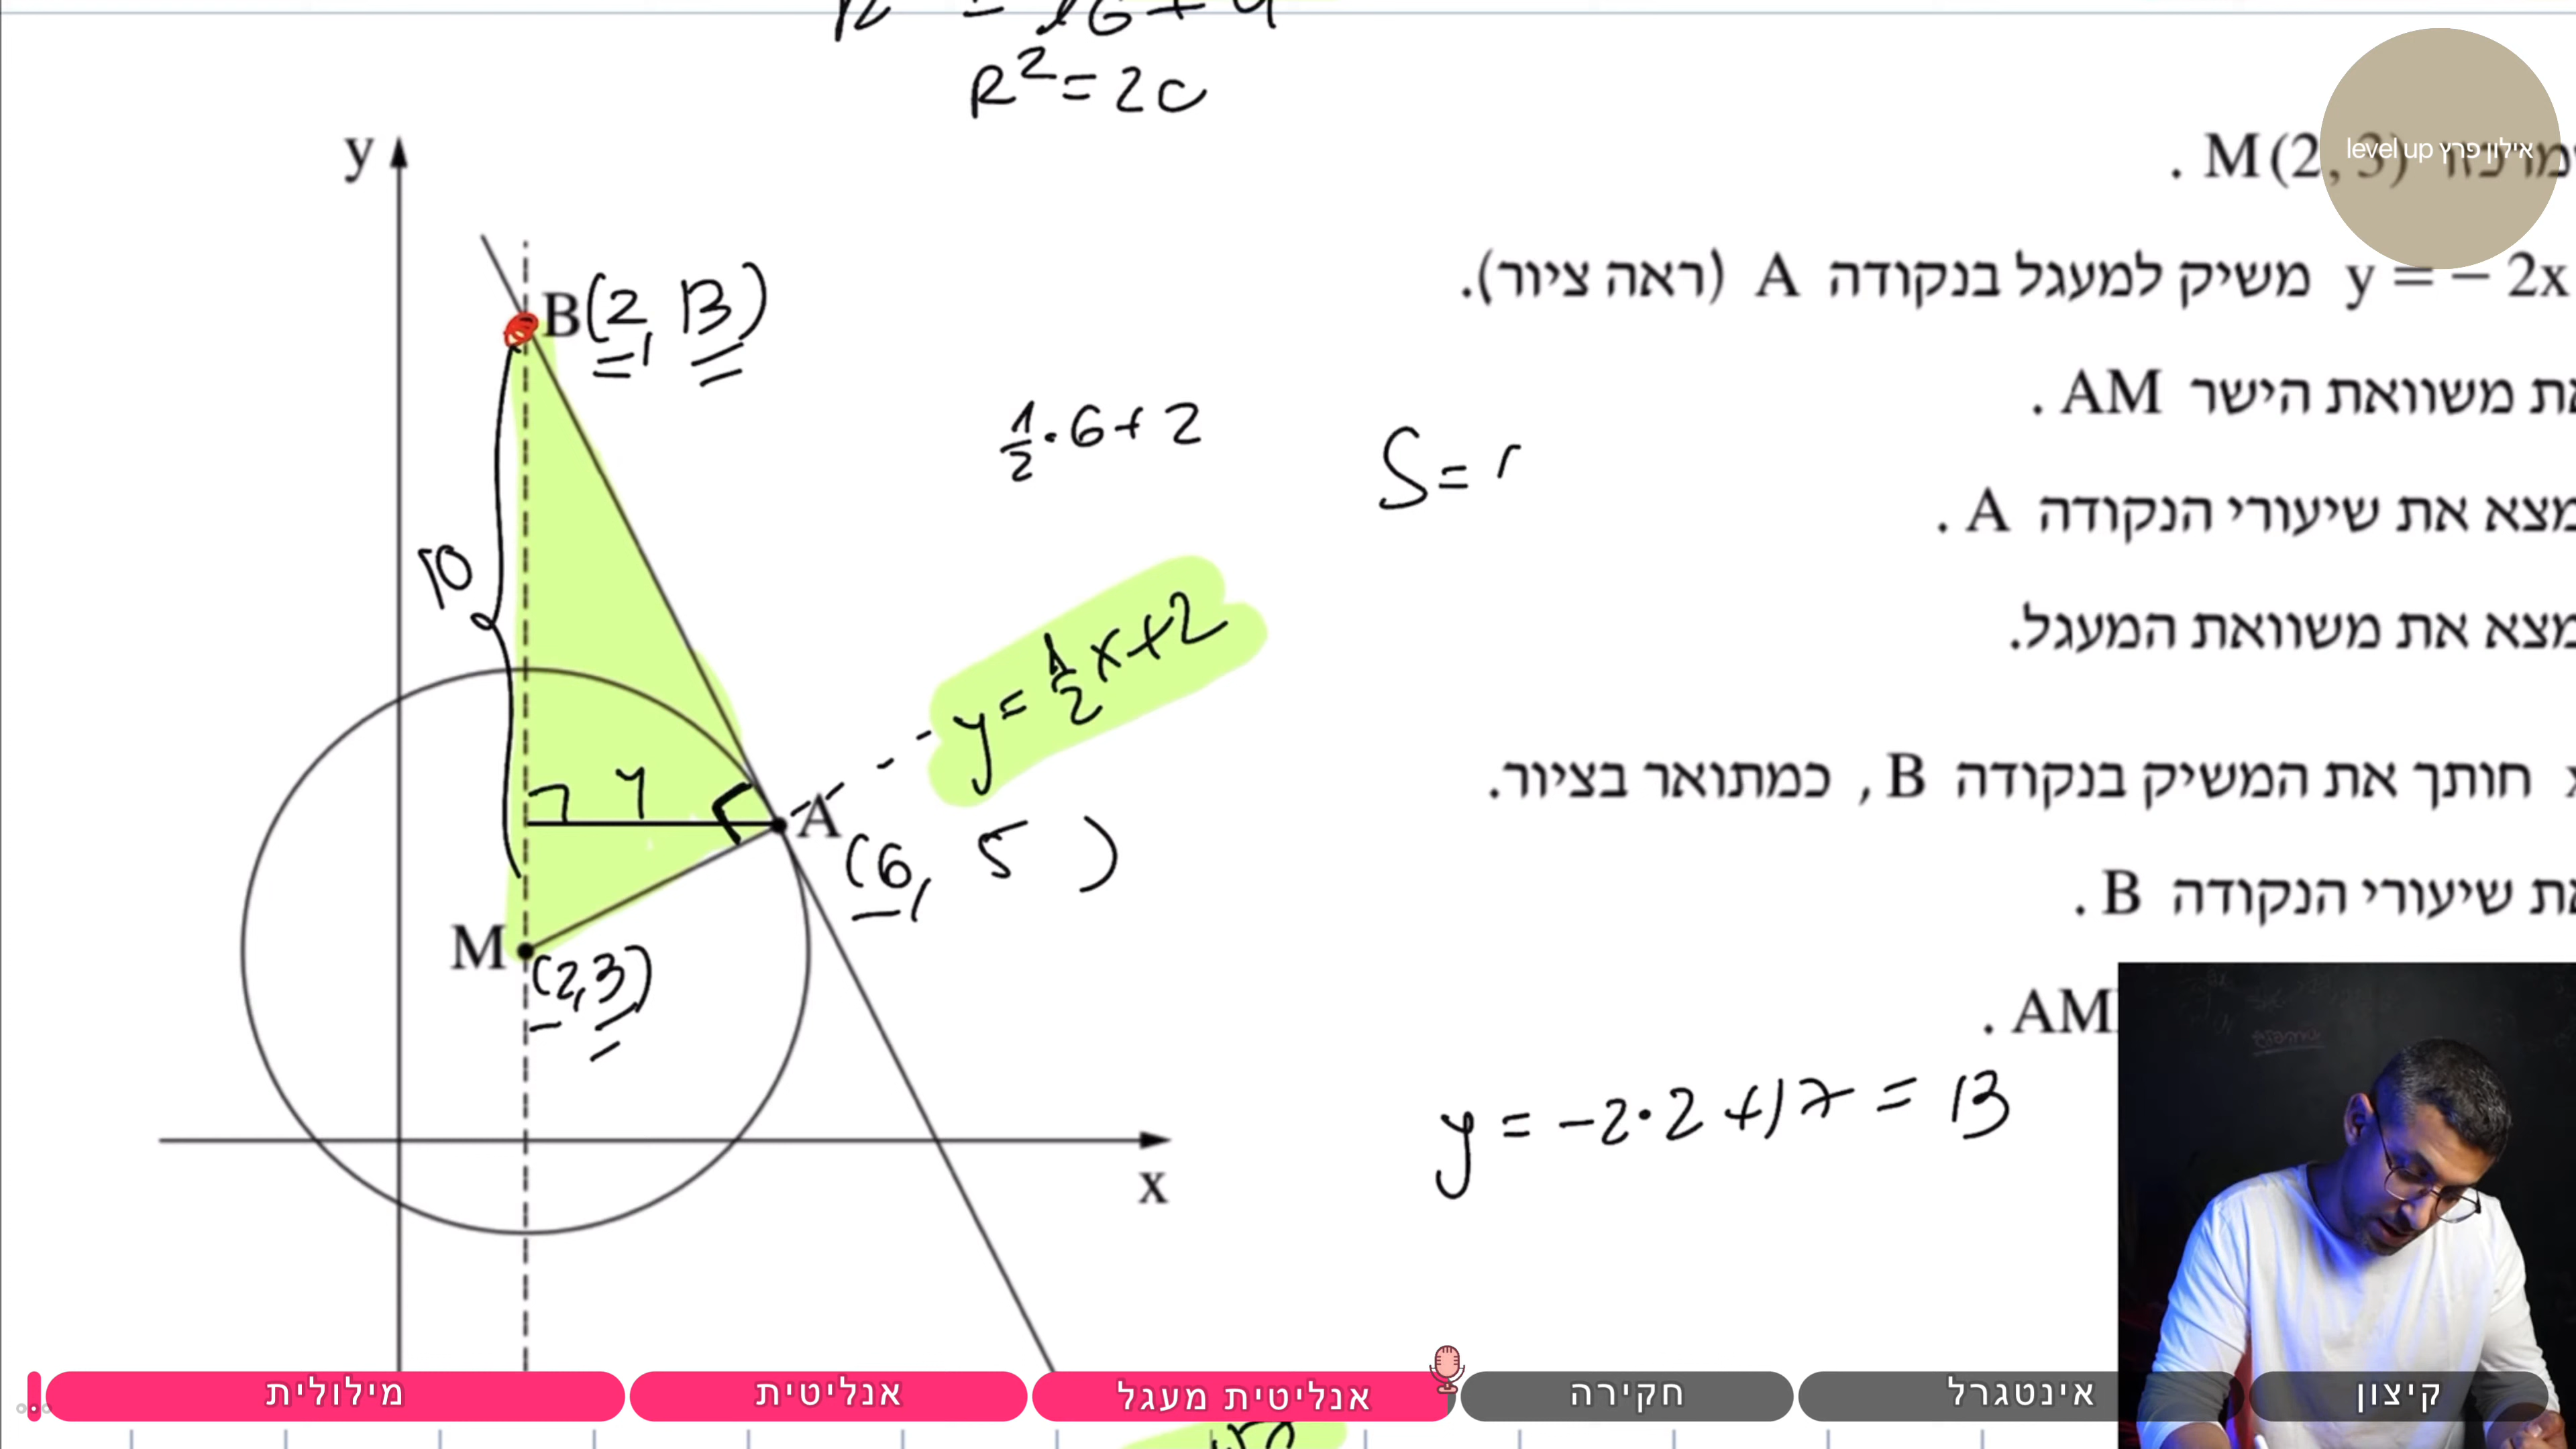 R² = 20
level up אילון פרץ
M(2, 3) .
y = − 2x משיק למעגל בנקודה A (ראה ציור).
משוואת הישר AM .
מצא את שיעורי הנקודה A .
מצא את משוואת המעגל.
חותך את המשיק בנקודה B , כמתואר בציור.
שיעורי הנקודה B .
AM
y
B(2, 13)
½·6+2
S=
10
y=½x+2
4
A
(6, 5 )
M
(2,3)
y = -2·2+17 = 13
x
מילולית
אנליטית
אנליטית מעגל
חקירה
אינטגרל
קיצון